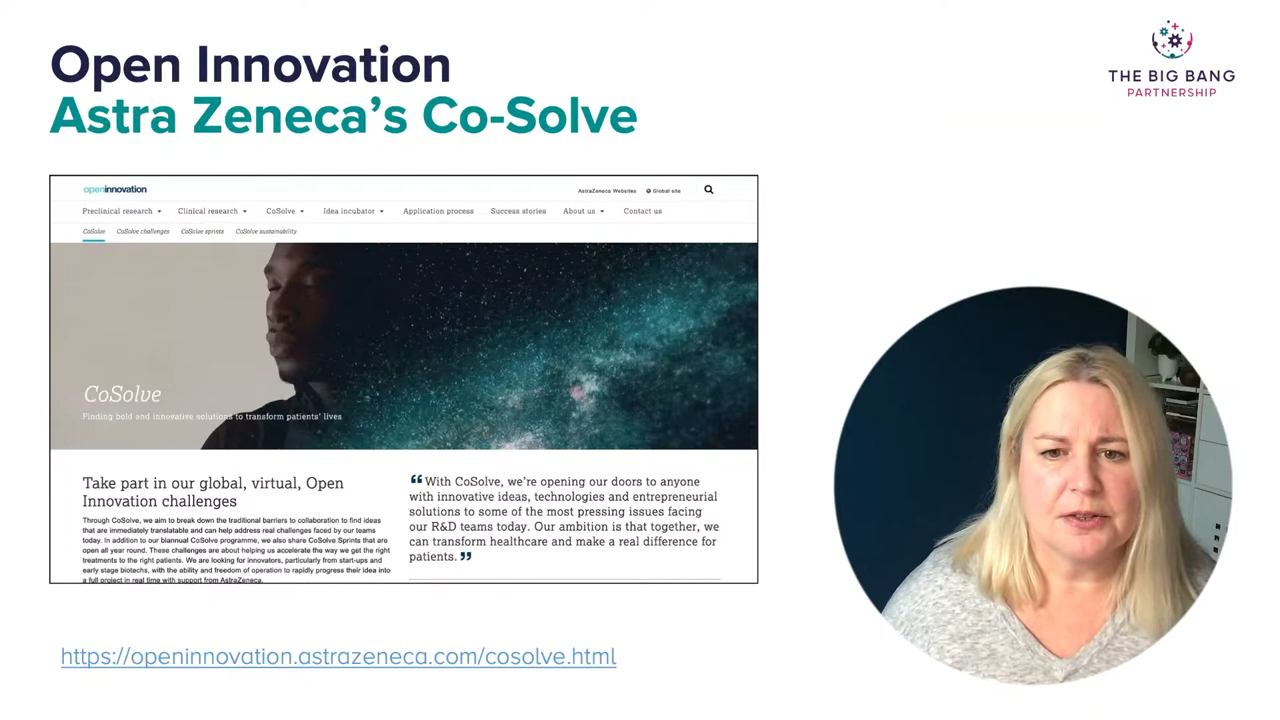 Open Innovation
Astra Zeneca's Co-Solve
THE BIG BANG
PARTNERSHIP
openinnovation
AstraZeneca Websites
Global site
Preclinical research
Clinical research
CoSolve
Idea incubator
Application process
Success stories
About us
Contact us
CoSolve
CoSolve challenges
CoSolve sprints
CoSolve sustainability
CoSolve
Finding bold and innovative solutions to transform patients' lives
Take part in our global, virtual, Open
Innovation challenges
Through CoSolve, we aim to break down the traditional barriers to collaboration to find ideas
that are immediately translatable and can help address real challenges faced by our teams
today. In addition to our biannual CoSolve programme, we also share CoSolve Sprints that are
open all year round. These challenges are about helping us accelerate the way we get the right
treatments to the right patients. We are looking for innovators, particularly from start-ups and
early stage biotechs, with the ability and freedom of operation to rapidly progress their idea into
a full project in real time with support from AstraZeneca.
“ With CoSolve, we're opening our doors to anyone
with innovative ideas, technologies and entrepreneurial
solutions to some of the most pressing issues facing
our R&D teams today. Our ambition is that together, we
can transform healthcare and make a real difference for
patients. ”
https://openinnovation.astrazeneca.com/cosolve.html